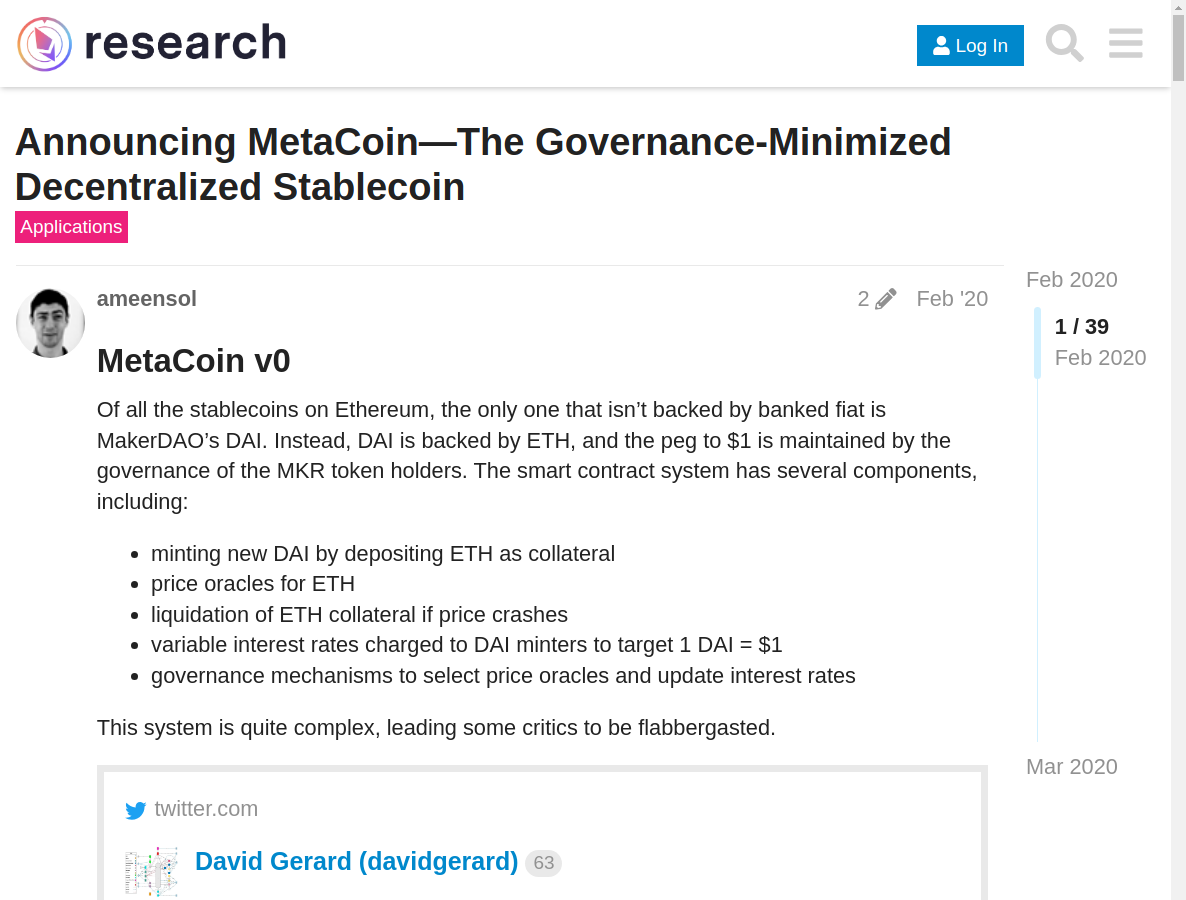 research
Log In
Announcing MetaCoin—The Governance-Minimized
Decentralized Stablecoin
Applications
ameensol
2
Feb '20
Feb 2020
1 / 39
Feb 2020
MetaCoin v0
Of all the stablecoins on Ethereum, the only one that isn’t backed by banked fiat is
MakerDAO’s DAI. Instead, DAI is backed by ETH, and the peg to $1 is maintained by the
governance of the MKR token holders. The smart contract system has several components,
including:
minting new DAI by depositing ETH as collateral
price oracles for ETH
liquidation of ETH collateral if price crashes
variable interest rates charged to DAI minters to target 1 DAI = $1
governance mechanisms to select price oracles and update interest rates
This system is quite complex, leading some critics to be flabbergasted.
Mar 2020
twitter.com
David Gerard (davidgerard) 63